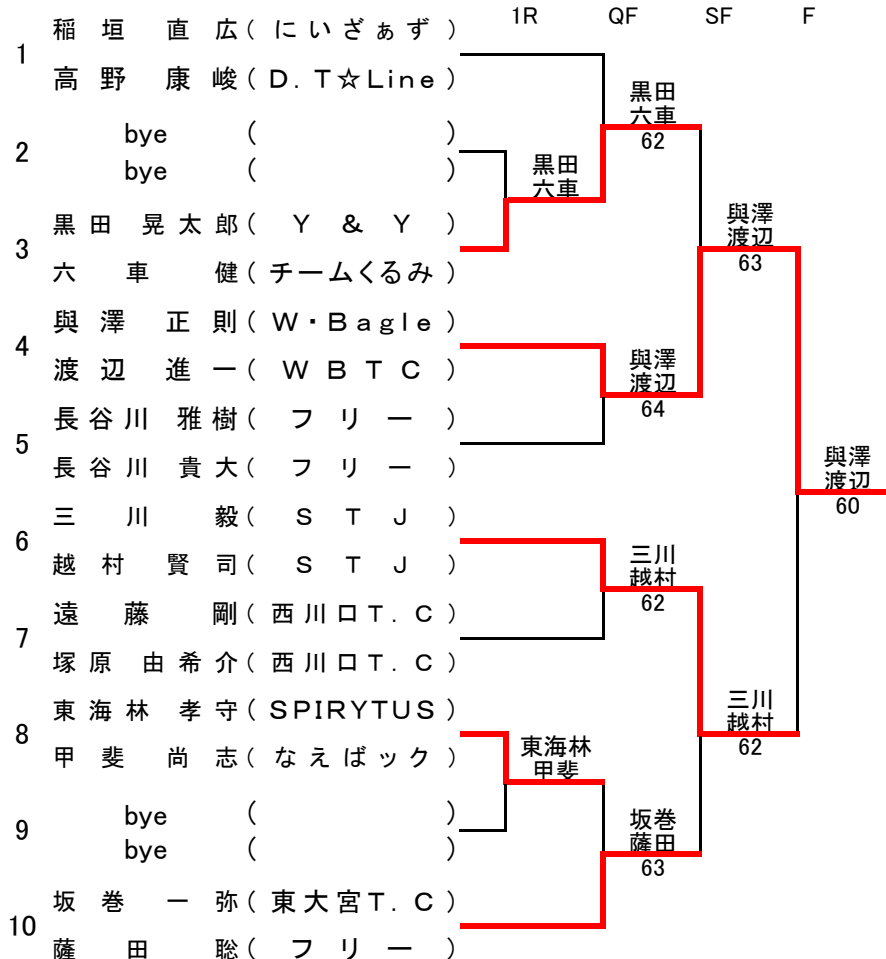 1R QF SF F
1
稲垣 直広(にいざぁず)
高野 康峻(D.T☆Line)
2
bye ( )
bye ( )
3
黒田 晃太郎(Y & Y)
六車 健(チームくるみ)
4
與澤 正則(W・Bagle)
渡辺 進一(WBTC)
5
長谷川 雅樹(フリー)
長谷川 貴大(フリー)
6
三川 毅(STJ)
越村 賢司(STJ)
7
遠藤 剛(西川口T.C)
塚原 由希介(西川口T.C)
8
東海林 孝守(SPIRYTUS)
甲斐 尚志(なえばック)
9
bye ( )
bye ( )
10
坂巻 一弥(東大宮T.C)
薩田 聡(フリー)
黒田
六車
東海林
甲斐
黒田
六車
62
與澤
渡辺
64
三川
越村
62
坂巻
薩田
63
與澤
渡辺
63
三川
越村
62
與澤
渡辺
60